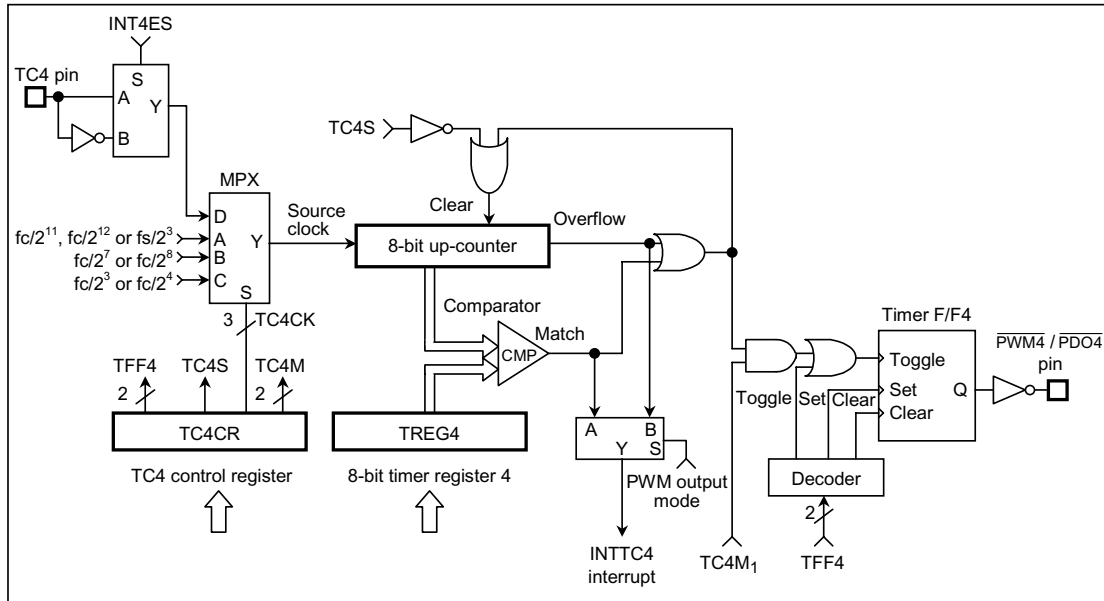 INT4ES
TC4 pin
S
A
Y
B
TC4S
MPX
Clear
Source
clock
Overflow
D
fc/2¹¹, fc/2¹² or fs/2³
A
Y
fc/2⁷ or fc/2⁸
B
fc/2³ or fc/2⁴
C
S
8-bit up-counter
3
TC4CK
Comparator
Match
CMP
Timer F/F4
PWM4 / PDO4
pin
Toggle
Set
Q
Clear
TFF4
TC4S
TC4M
2
2
Toggle
Set
Clear
TC4CR
TREG4
A
B
Y
S
TC4 control register
8-bit timer register 4
PWM output
mode
Decoder
2
INTTC4
interrupt
TC4M₁
TFF4